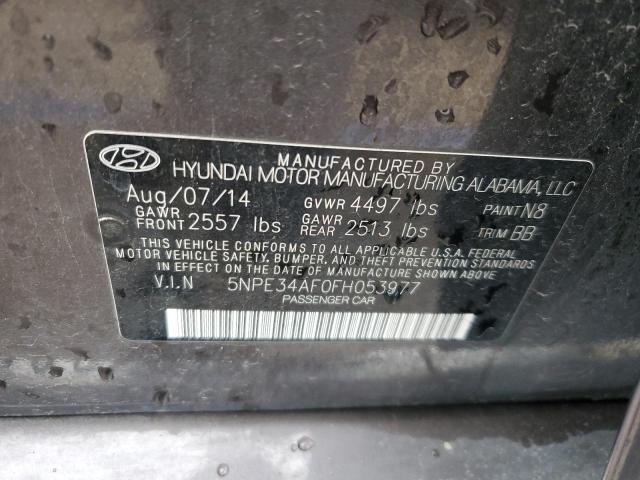 MANUFACTURED BY
HYUNDAI MOTOR MANUFACTURING ALABAMA, LLC
Aug/07/14 GVWR 4497 lbs PAINT N8
GAWR FRONT 2557 lbs GAWR REAR 2513 lbs TRIM BB
THIS VEHICLE CONFORMS TO ALL APPLICABLE U.S.A. FEDERAL
MOTOR VEHICLE SAFETY, BUMPER, AND THEFT PREVENTION STANDARDS
IN EFFECT ON THE DATE OF MANUFACTURE SHOWN ABOVE.
V.I.N 5NPE34AF0FH053977
PASSENGER CAR